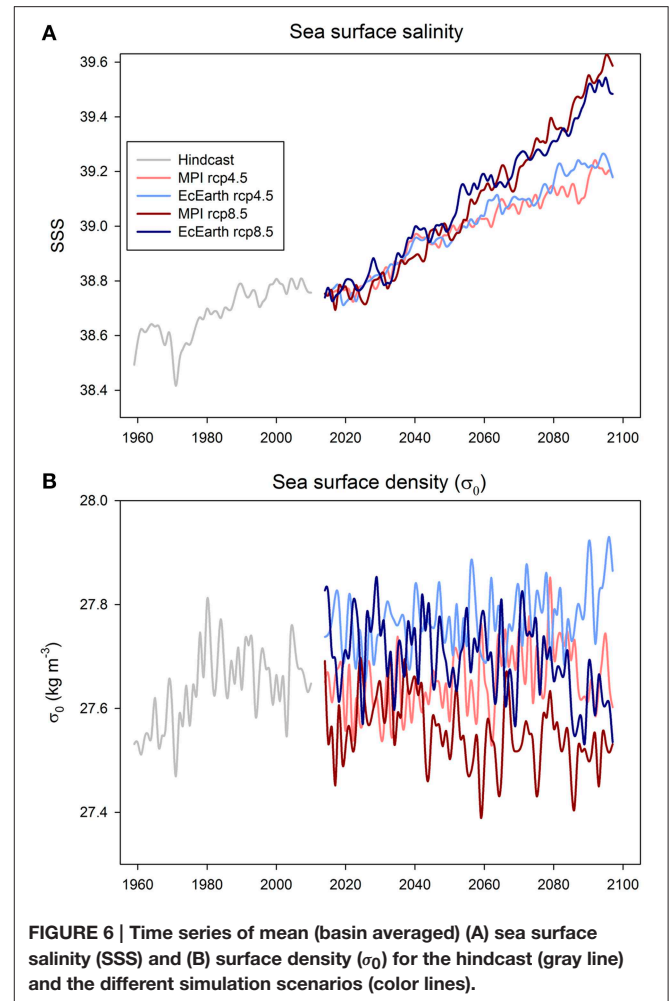 A
Sea surface salinity
39.6
39.4
39.2
39.0
38.8
38.6
38.4
SSS
Hindcast
MPI rcp4.5
EcEarth rcp4.5
MPI rcp8.5
EcEarth rcp8.5
1960 1980 2000 2020 2040 2060 2080 2100
B
Sea surface density (σ0)
28.0
27.8
27.6
27.4
σ0 (kg m-3)
1960 1980 2000 2020 2040 2060 2080 2100
FIGURE 6 | Time series of mean (basin averaged) (A) sea surface
salinity (SSS) and (B) surface density (σ0) for the hindcast (gray line)
and the different simulation scenarios (color lines).